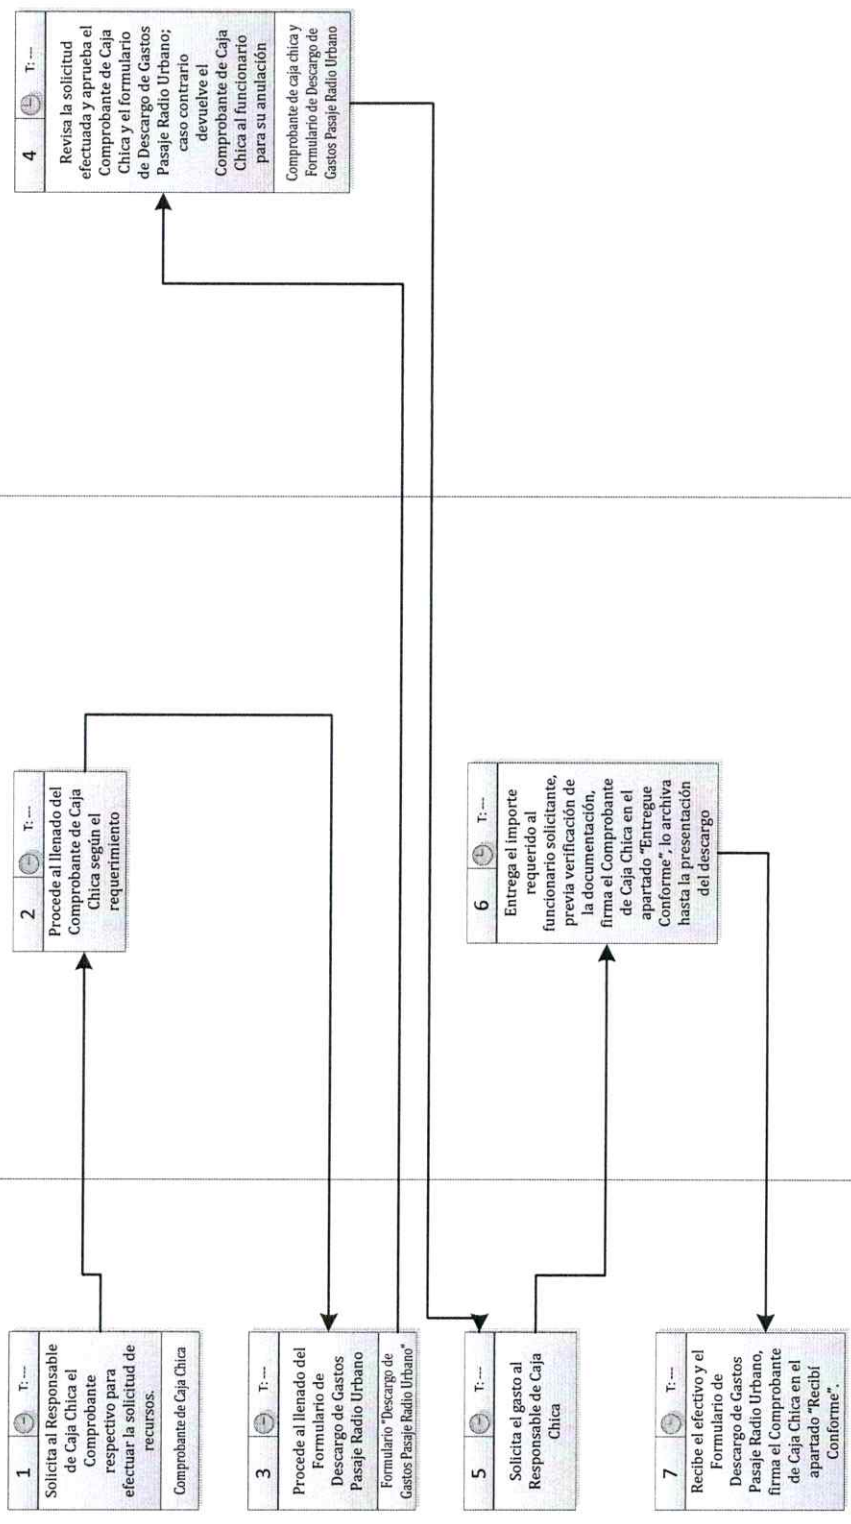 1 T:---
Solicita al Responsable
de Caja Chica el
Comprobante
respectivo para
efectuar la solicitud de
recursos.
Comprobante de Caja Chica
2 T:---
Procede al llenado del
Comprobante de Caja
Chica según el
requerimiento
3 T:---
Procede al llenado del
Formulario de
Descargo de Gastos
Pasaje Radio Urbano
Formulario "Descargo de
Gastos Pasaje Radio Urbano"
4 T:---
Revisa la solicitud
efectuada y aprueba el
Comprobante de Caja
Chica y el formulario
de Descargo de Gastos
Pasaje Radio Urbano;
caso contrario
devuelve el
Comprobante de Caja
Chica al funcionario
para su anulación
Comprobante de caja chica y
Formulario de Descargo de
Gastos Pasaje Radio Urbano
5 T:---
Solicita el gasto al
Responsable de Caja
Chica
6 T:---
Entrega el importe
requerido al
funcionario solicitante,
previa verificación de
la documentación,
firma el Comprobante
de Caja Chica en el
apartado "Entregue
Conforme", lo archiva
hasta la presentación
del descargo
7 T:---
Recibe el efectivo y el
Formulario de
Descargo de Gastos
Pasaje Radio Urbano,
firma el Comprobante
de Caja Chica en el
apartado "Recibí
Conforme".